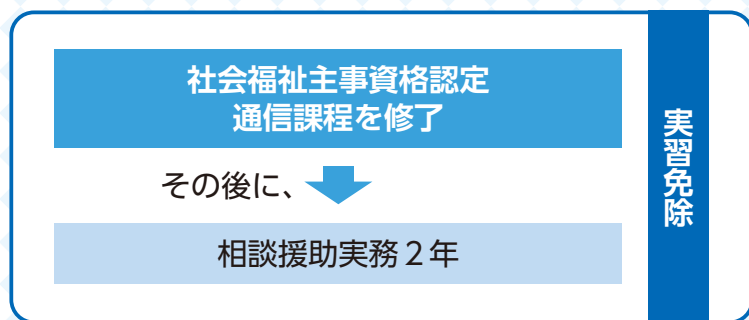 社会福祉主事資格認定
通信課程を修了
その後に、
相談援助実務２年
実習免除